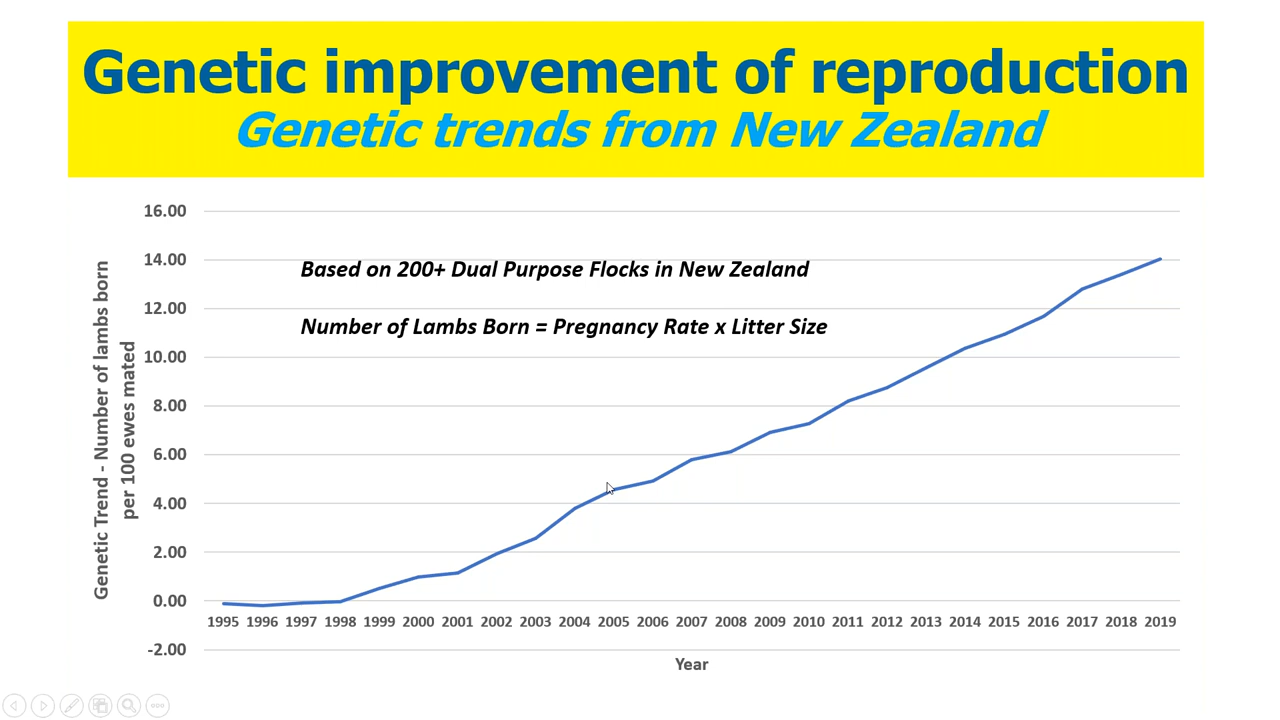 Genetic improvement of reproduction
Genetic trends from New Zealand
16.00
14.00
12.00
10.00
8.00
6.00
4.00
2.00
0.00
-2.00
Genetic Trend - Number of lambs born
per 100 ewes mated
Based on 200+ Dual Purpose Flocks in New Zealand
Number of Lambs Born = Pregnancy Rate x Litter Size
1995 1996 1997 1998 1999 2000 2001 2002 2003 2004 2005 2006 2007 2008 2009 2010 2011 2012 2013 2014 2015 2016 2017 2018 2019
Year